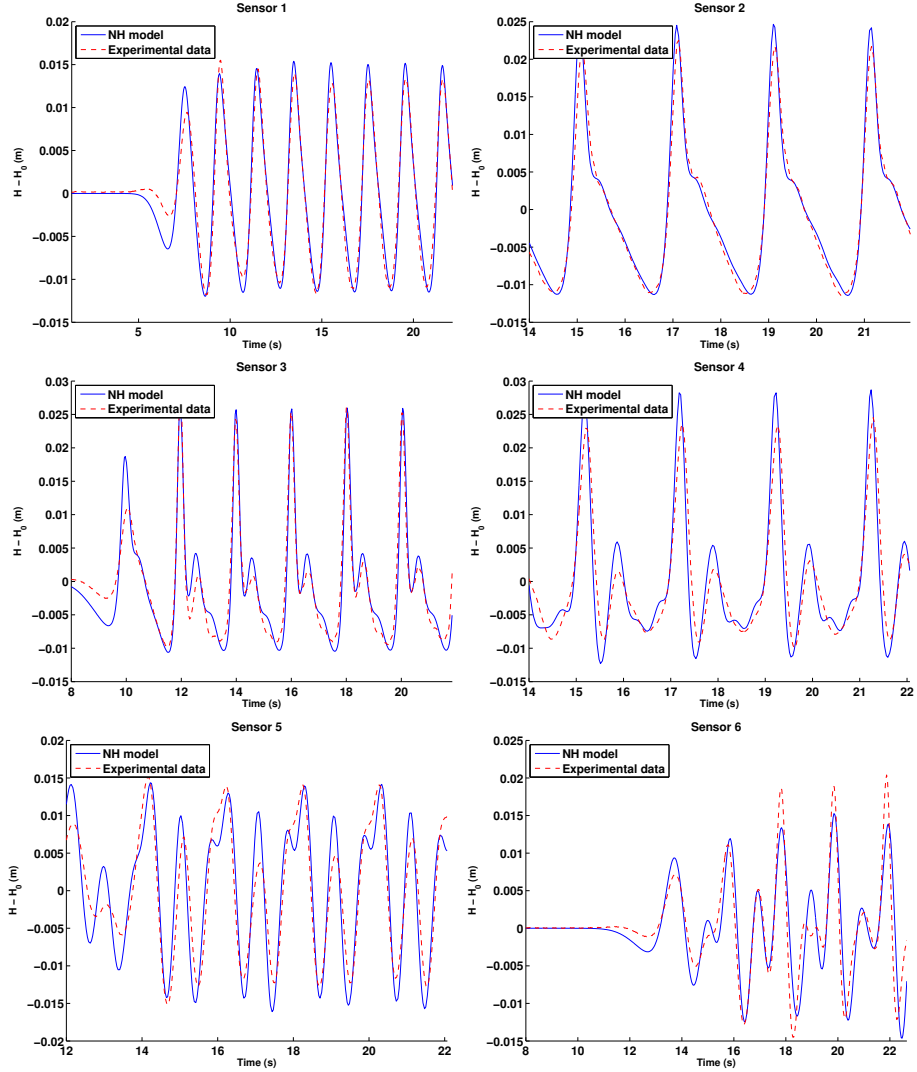 Sensor 1
NH model
Experimental data
0.02
0.015
0.01
0.005
0
−0.005
−0.01
−0.015
H − H0 (m)
5 10 15 20
Time (s)
Sensor 2
NH model
Experimental data
0.025
0.02
0.015
0.01
0.005
0
−0.005
−0.01
−0.015
H − H0 (m)
14 15 16 17 18 19 20 21
Time (s)
Sensor 3
NH model
Experimental data
0.03
0.025
0.02
0.015
0.01
0.005
0
−0.005
−0.01
−0.015
H − H0 (m)
8 10 12 14 16 18 20
Time (s)
Sensor 4
NH model
Experimental data
0.03
0.025
0.02
0.015
0.01
0.005
0
−0.005
−0.01
−0.015
H − H0 (m)
14 15 16 17 18 19 20 21 22
Time (s)
Sensor 5
NH model
Experimental data
0.02
0.015
0.01
0.005
0
−0.005
−0.01
−0.015
−0.02
H − H0 (m)
12 14 16 18 20 22
Time (s)
Sensor 6
NH model
Experimental data
0.025
0.02
0.015
0.01
0.005
0
−0.005
−0.01
−0.015
H − H0 (m)
8 10 12 14 16 18 20 22
Time (s)